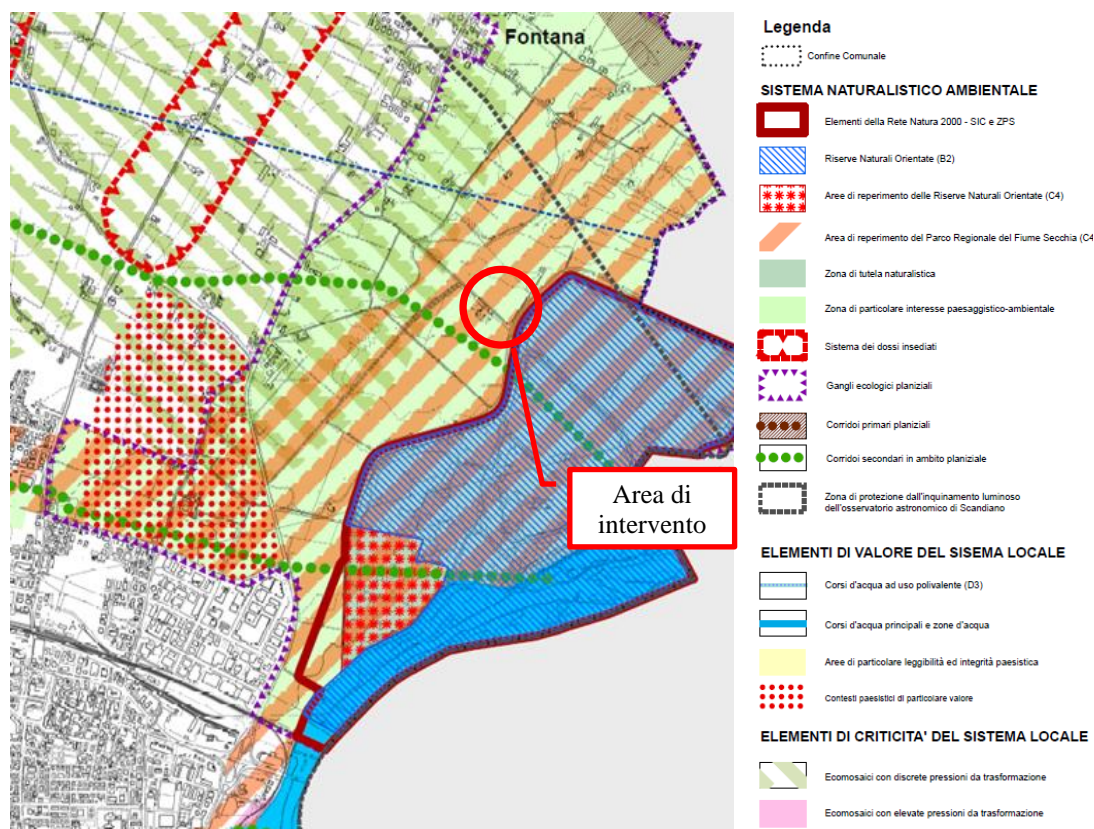 Fontana
Area di
intervento
Legenda
Confine Comunale
SISTEMA NATURALISTICO AMBIENTALE
Elementi della Rete Natura 2000 - SIC e ZPS
Riserve Naturali Orientate (B2)
Aree di reperimento delle Riserve Naturali Orientate (C4)
Area di reperimento del Parco Regionale del Fiume Secchia (C4
Zona di tutela naturalistica
Zona di particolare interesse paesaggistico-ambientale
Sistema dei dossi insediati
Gangli ecologici planiziali
Corridoi primari planiziali
Corridoi secondari in ambito planiziale
Zona di protezione dall'inquinamento luminoso
dell'osservatorio astronomico di Scandiano
ELEMENTI DI VALORE DEL SISEMA LOCALE
Corsi d'acqua ad uso polivalente (D3)
Corsi d'acqua principali e zone d'acqua
Aree di particolare leggibilità ed integrità paesistica
Contesti paesistici di particolare valore
ELEMENTI DI CRITICITA' DEL SISTEMA LOCALE
Ecomosaici con discrete pressioni da trasformazione
Ecomosaici con elevate pressioni da trasformazione